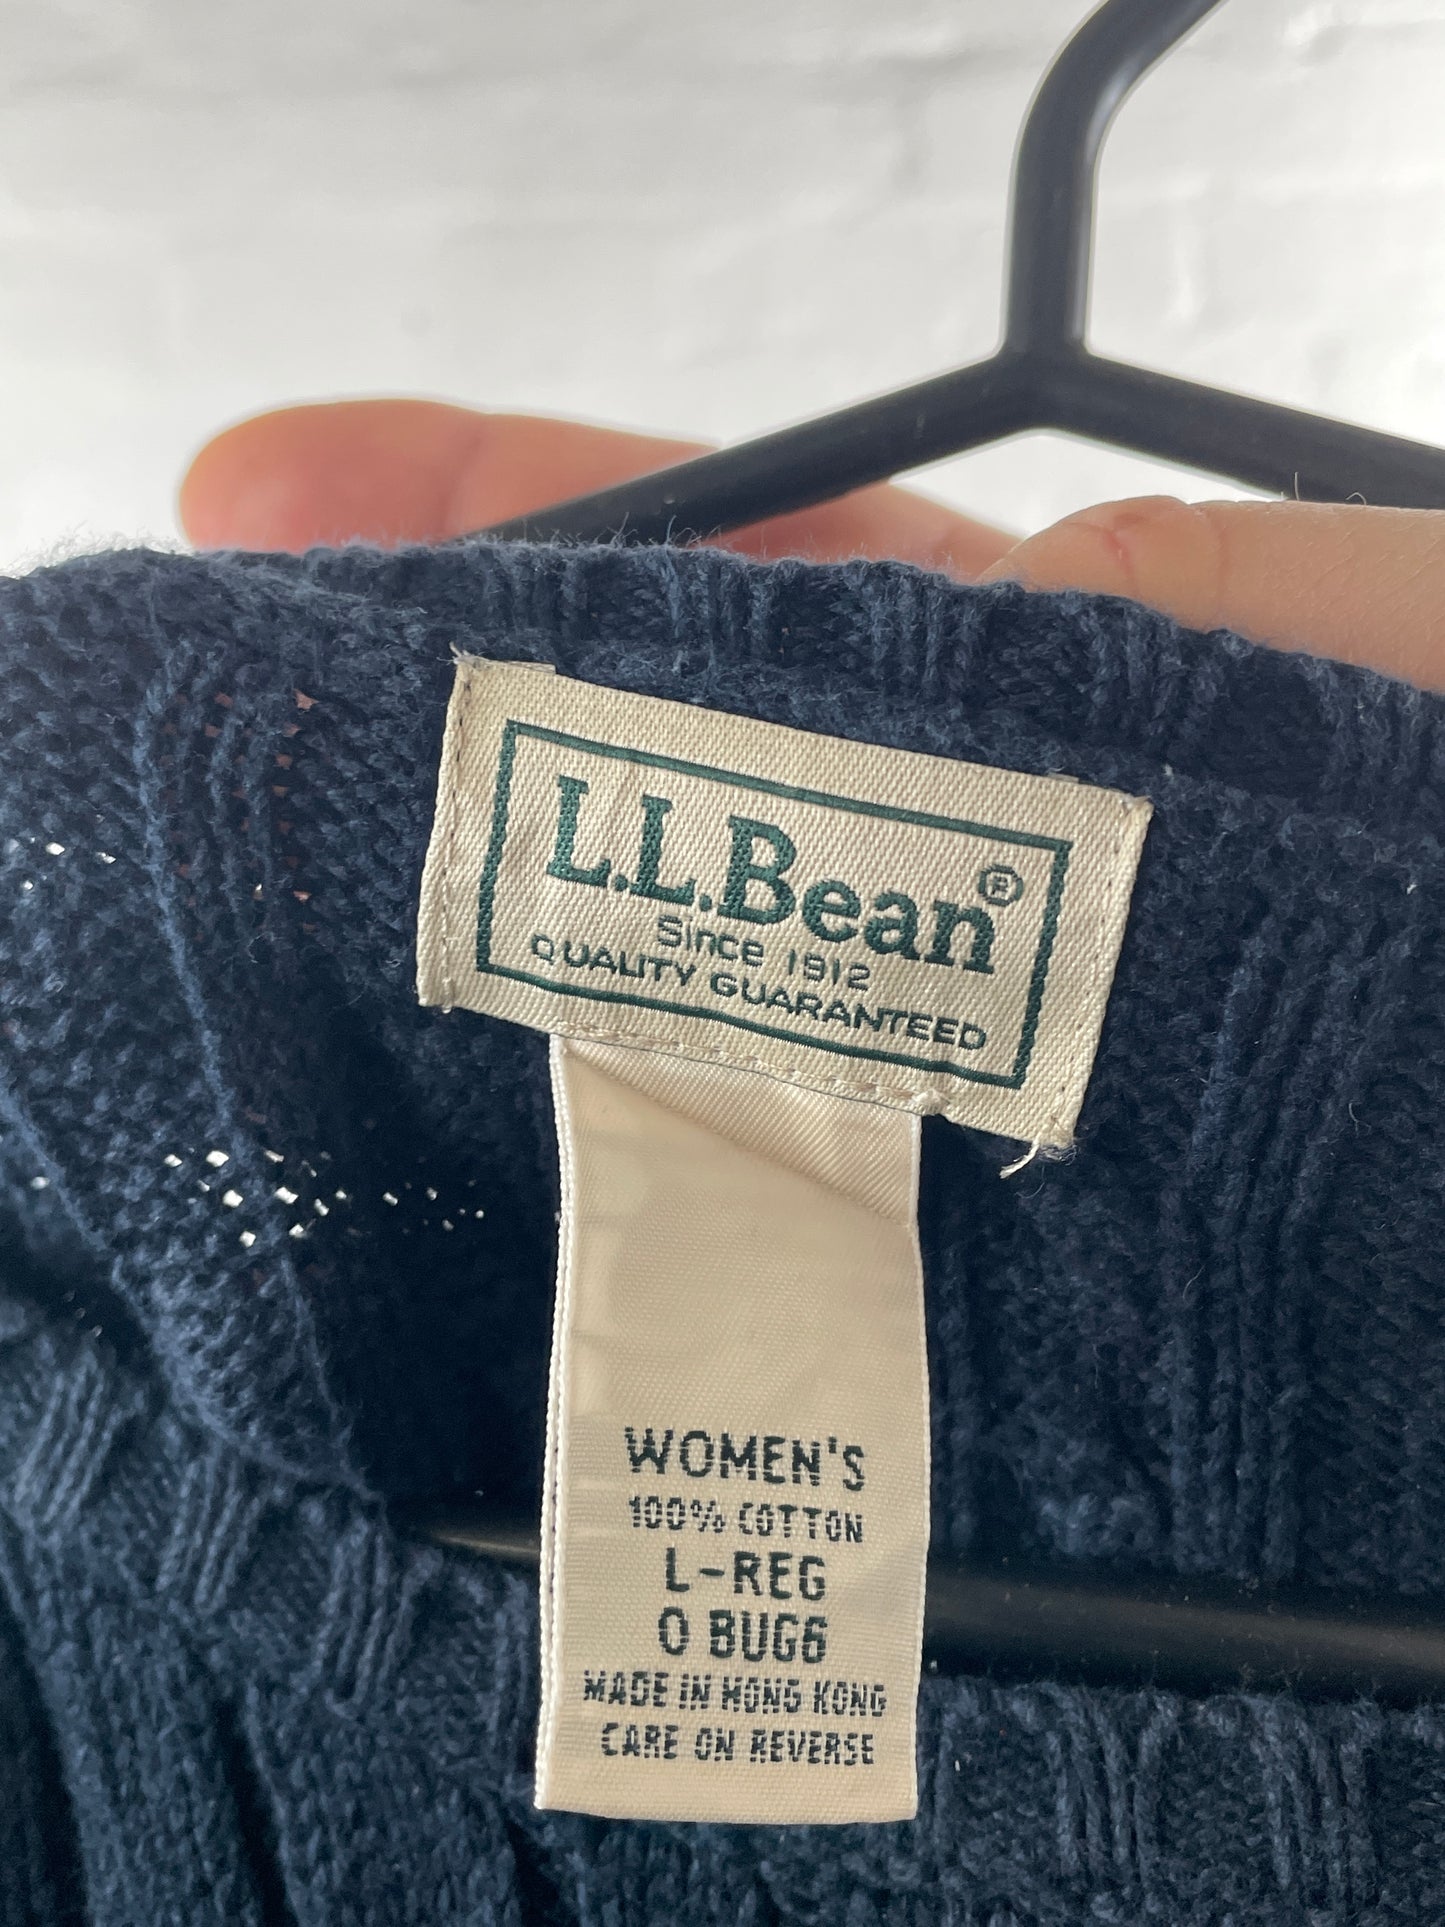 L.L.Bean®
Since 1912
QUALITY GUARANTEED
WOMEN'S
100% COTTON
L-REG
0 BUG6
MADE IN HONG KONG
CARE ON REVERSE